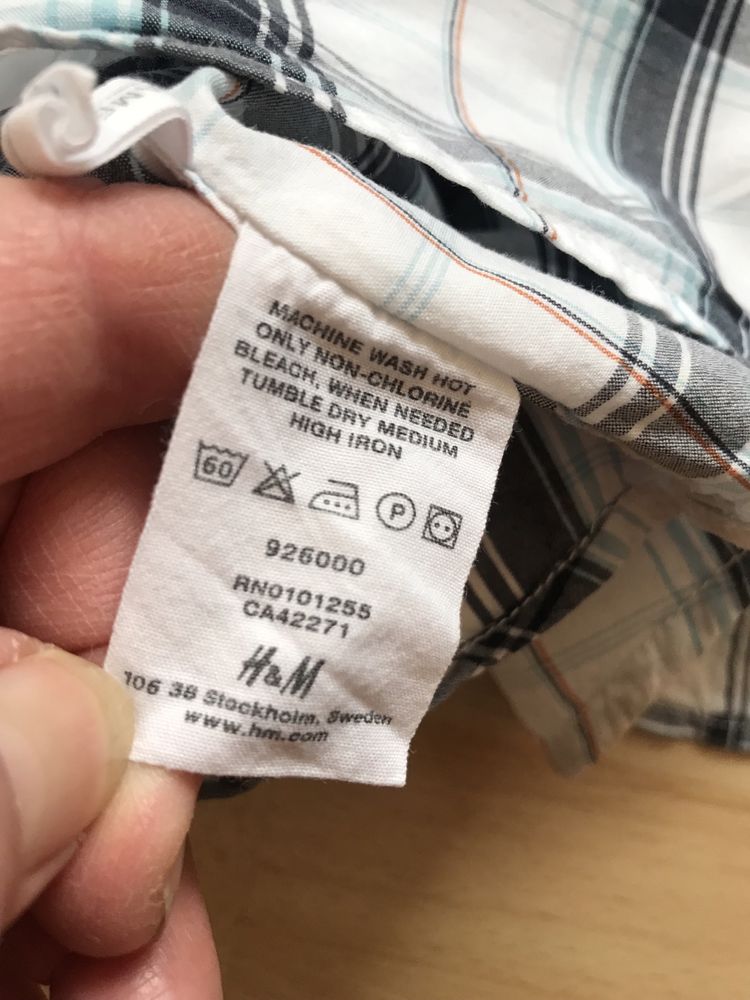 MACHINE WASH HOT
ONLY NON-CHLORINE
BLEACH, WHEN NEEDED
TUMBLE DRY MEDIUM
HIGH IRON
60 P
926000
RN0101255
CA42271
H&M
106 38 Stockholm, Sweden
www.hm.com